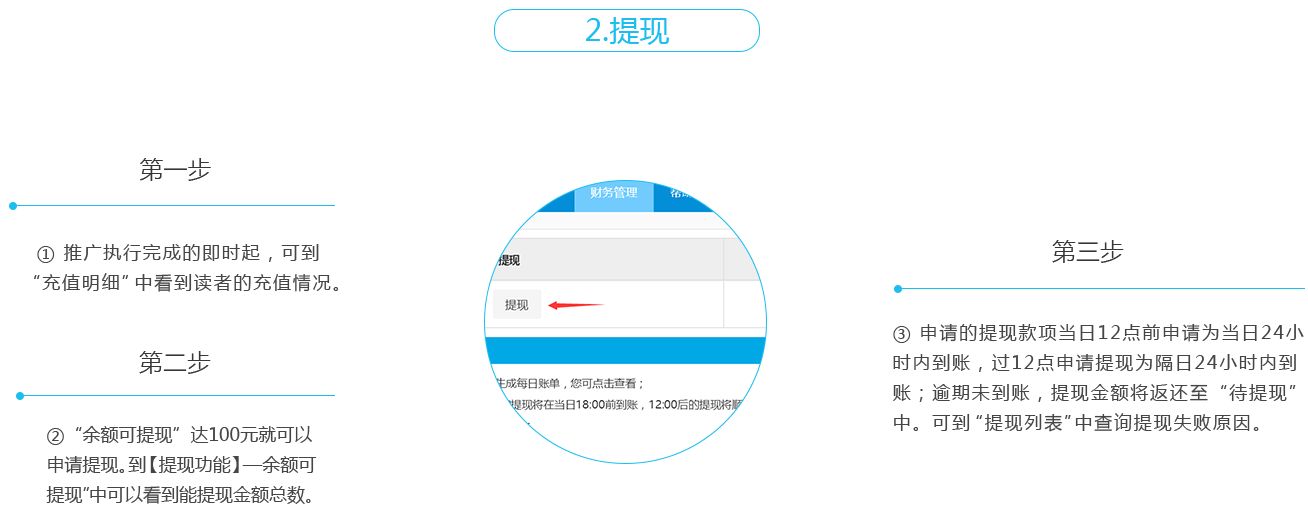 2.提现
第一步
① 推广执行完成的即时起，可到
“充值明细”中看到读者的充值情况。
第二步
② “余额可提现”达100元就可以
申请提现。到【提现功能】—余额可
提现”中可以看到能提现金额总数。
财务管理
提现
提现
生成每日账单，您可点击查看；
提现将在当日18:00前到账，12:00后的提现将顺
第三步
③ 申请的提现款项当日12点前申请为当日24小
时内到账，过12点申请提现为隔日24小时内到
账；逾期未到账，提现金额将返还至“待提现”
中。可到“提现列表”中查询提现失败原因。